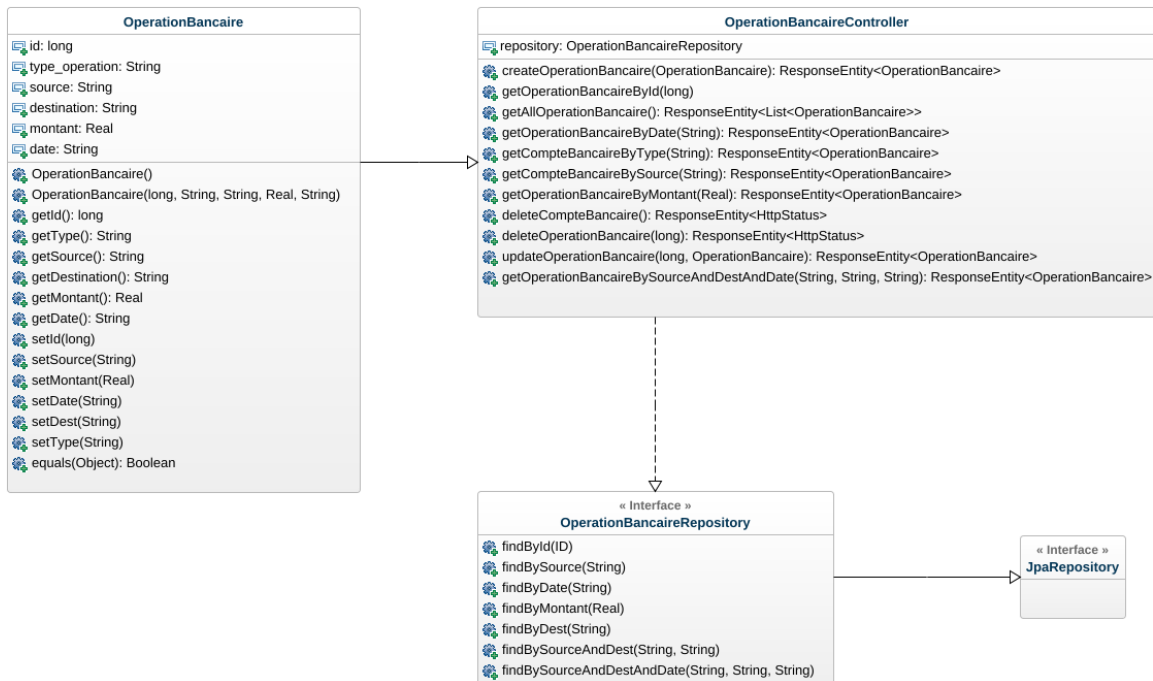 OperationBancaire
id: long
type_operation: String
source: String
destination: String
montant: Real
date: String
OperationBancaire()
OperationBancaire(long, String, String, Real, String)
getId(): long
getType(): String
getSource(): String
getDestination(): String
getMontant(): Real
getDate(): String
setId(long)
setSource(String)
setMontant(Real)
setDate(String)
setDest(String)
setType(String)
equals(Object): Boolean
OperationBancaireController
repository: OperationBancaireRepository
createOperationBancaire(OperationBancaire): ResponseEntity<OperationBancaire>
getOperationBancaireById(long)
getAllOperationBancaire(): ResponseEntity<List<OperationBancaire>>
getOperationBancaireByDate(String): ResponseEntity<OperationBancaire>
getCompteBancaireByType(String): ResponseEntity<OperationBancaire>
getCompteBancaireBySource(String): ResponseEntity<OperationBancaire>
getOperationBancaireByMontant(Real): ResponseEntity<OperationBancaire>
deleteCompteBancaire(): ResponseEntity<HttpStatus>
deleteOperationBancaire(long): ResponseEntity<HttpStatus>
updateOperationBancaire(long, OperationBancaire): ResponseEntity<OperationBancaire>
getOperationBancaireBySourceAndDestAndDate(String, String, String): ResponseEntity<OperationBancaire>
« Interface »
OperationBancaireRepository
findById(ID)
findBySource(String)
findByDate(String)
findByMontant(Real)
findByDest(String)
findBySourceAndDest(String, String)
findBySourceAndDestAndDate(String, String, String)
« Interface »
JpaRepository